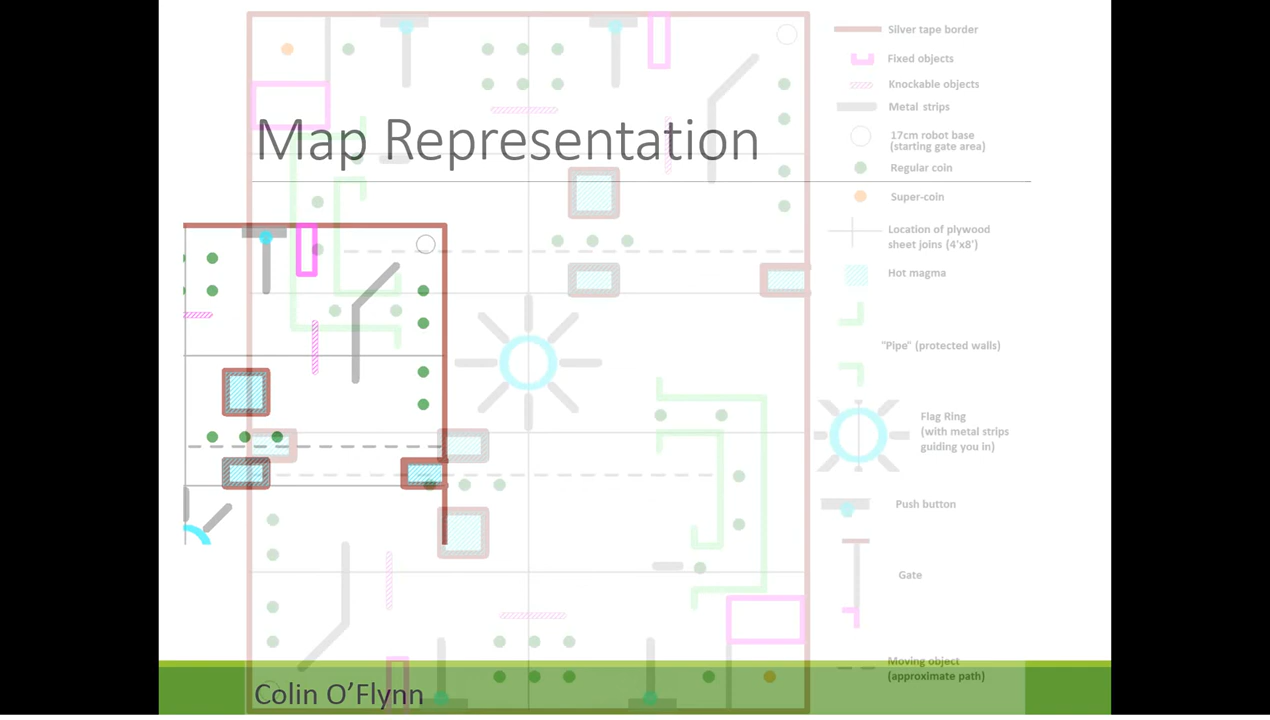 Map Representation
Silver tape border
Fixed objects
Knockable objects
Metal strips
17cm robot base
(starting gate area)
Regular coin
Super-coin
Location of plywood
sheet joins (4'x8')
Hot magma
"Pipe" (protected walls)
Flag Ring
(with metal strips
guiding you in)
Push button
Gate
Moving object
(approximate path)
Colin O'Flynn